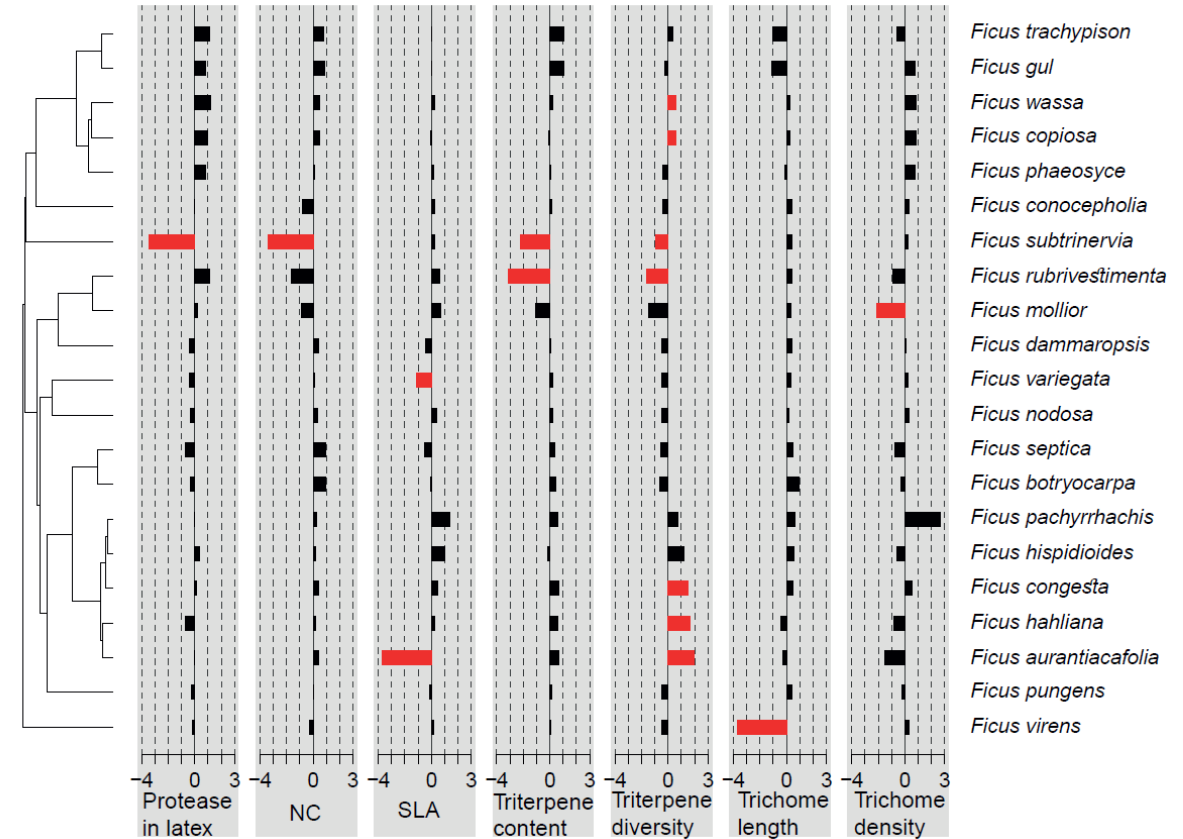 Ficus trachypison
Ficus gul
Ficus wassa
Ficus copiosa
Ficus phaeosyce
Ficus conocepholia
Ficus subtrinervia
Ficus rubrivestimenta
Ficus mollior
Ficus dammaropsis
Ficus variegata
Ficus nodosa
Ficus septica
Ficus botryocarpa
Ficus pachyrrhachis
Ficus hispidioides
Ficus congesta
Ficus hahliana
Ficus aurantiacafolia
Ficus pungens
Ficus virens
−4 0 3 −4 0 3 −4 0 3 −4 0 3 −4 0 3 −4 0 3 −4 0 3
Protease
in latex
NC
SLA
Triterpene
content
Triterpene
diversity
Trichome
length
Trichome
density